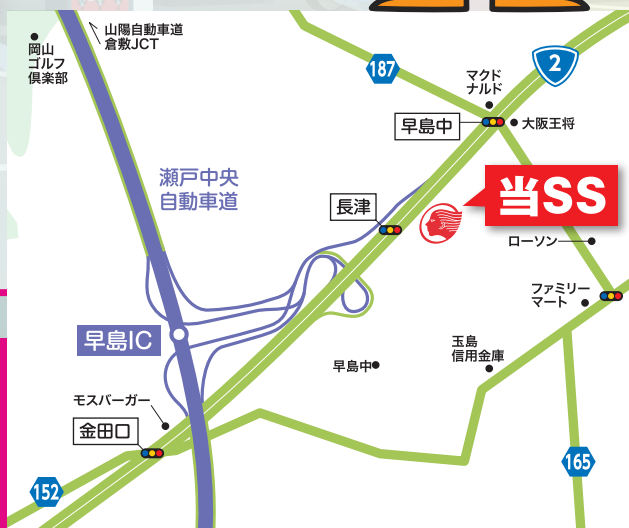 山陽自動車道
倉敷JCT
岡山
ゴルフ
倶楽部
187
2
マクド
ナルド
早島中
大阪王将
瀬戸中央
自動車道
長津
当SS
ローソン
ファミリー
マート
早島IC
玉島
信用金庫
早島中
モスバーガー
金田口
152
165